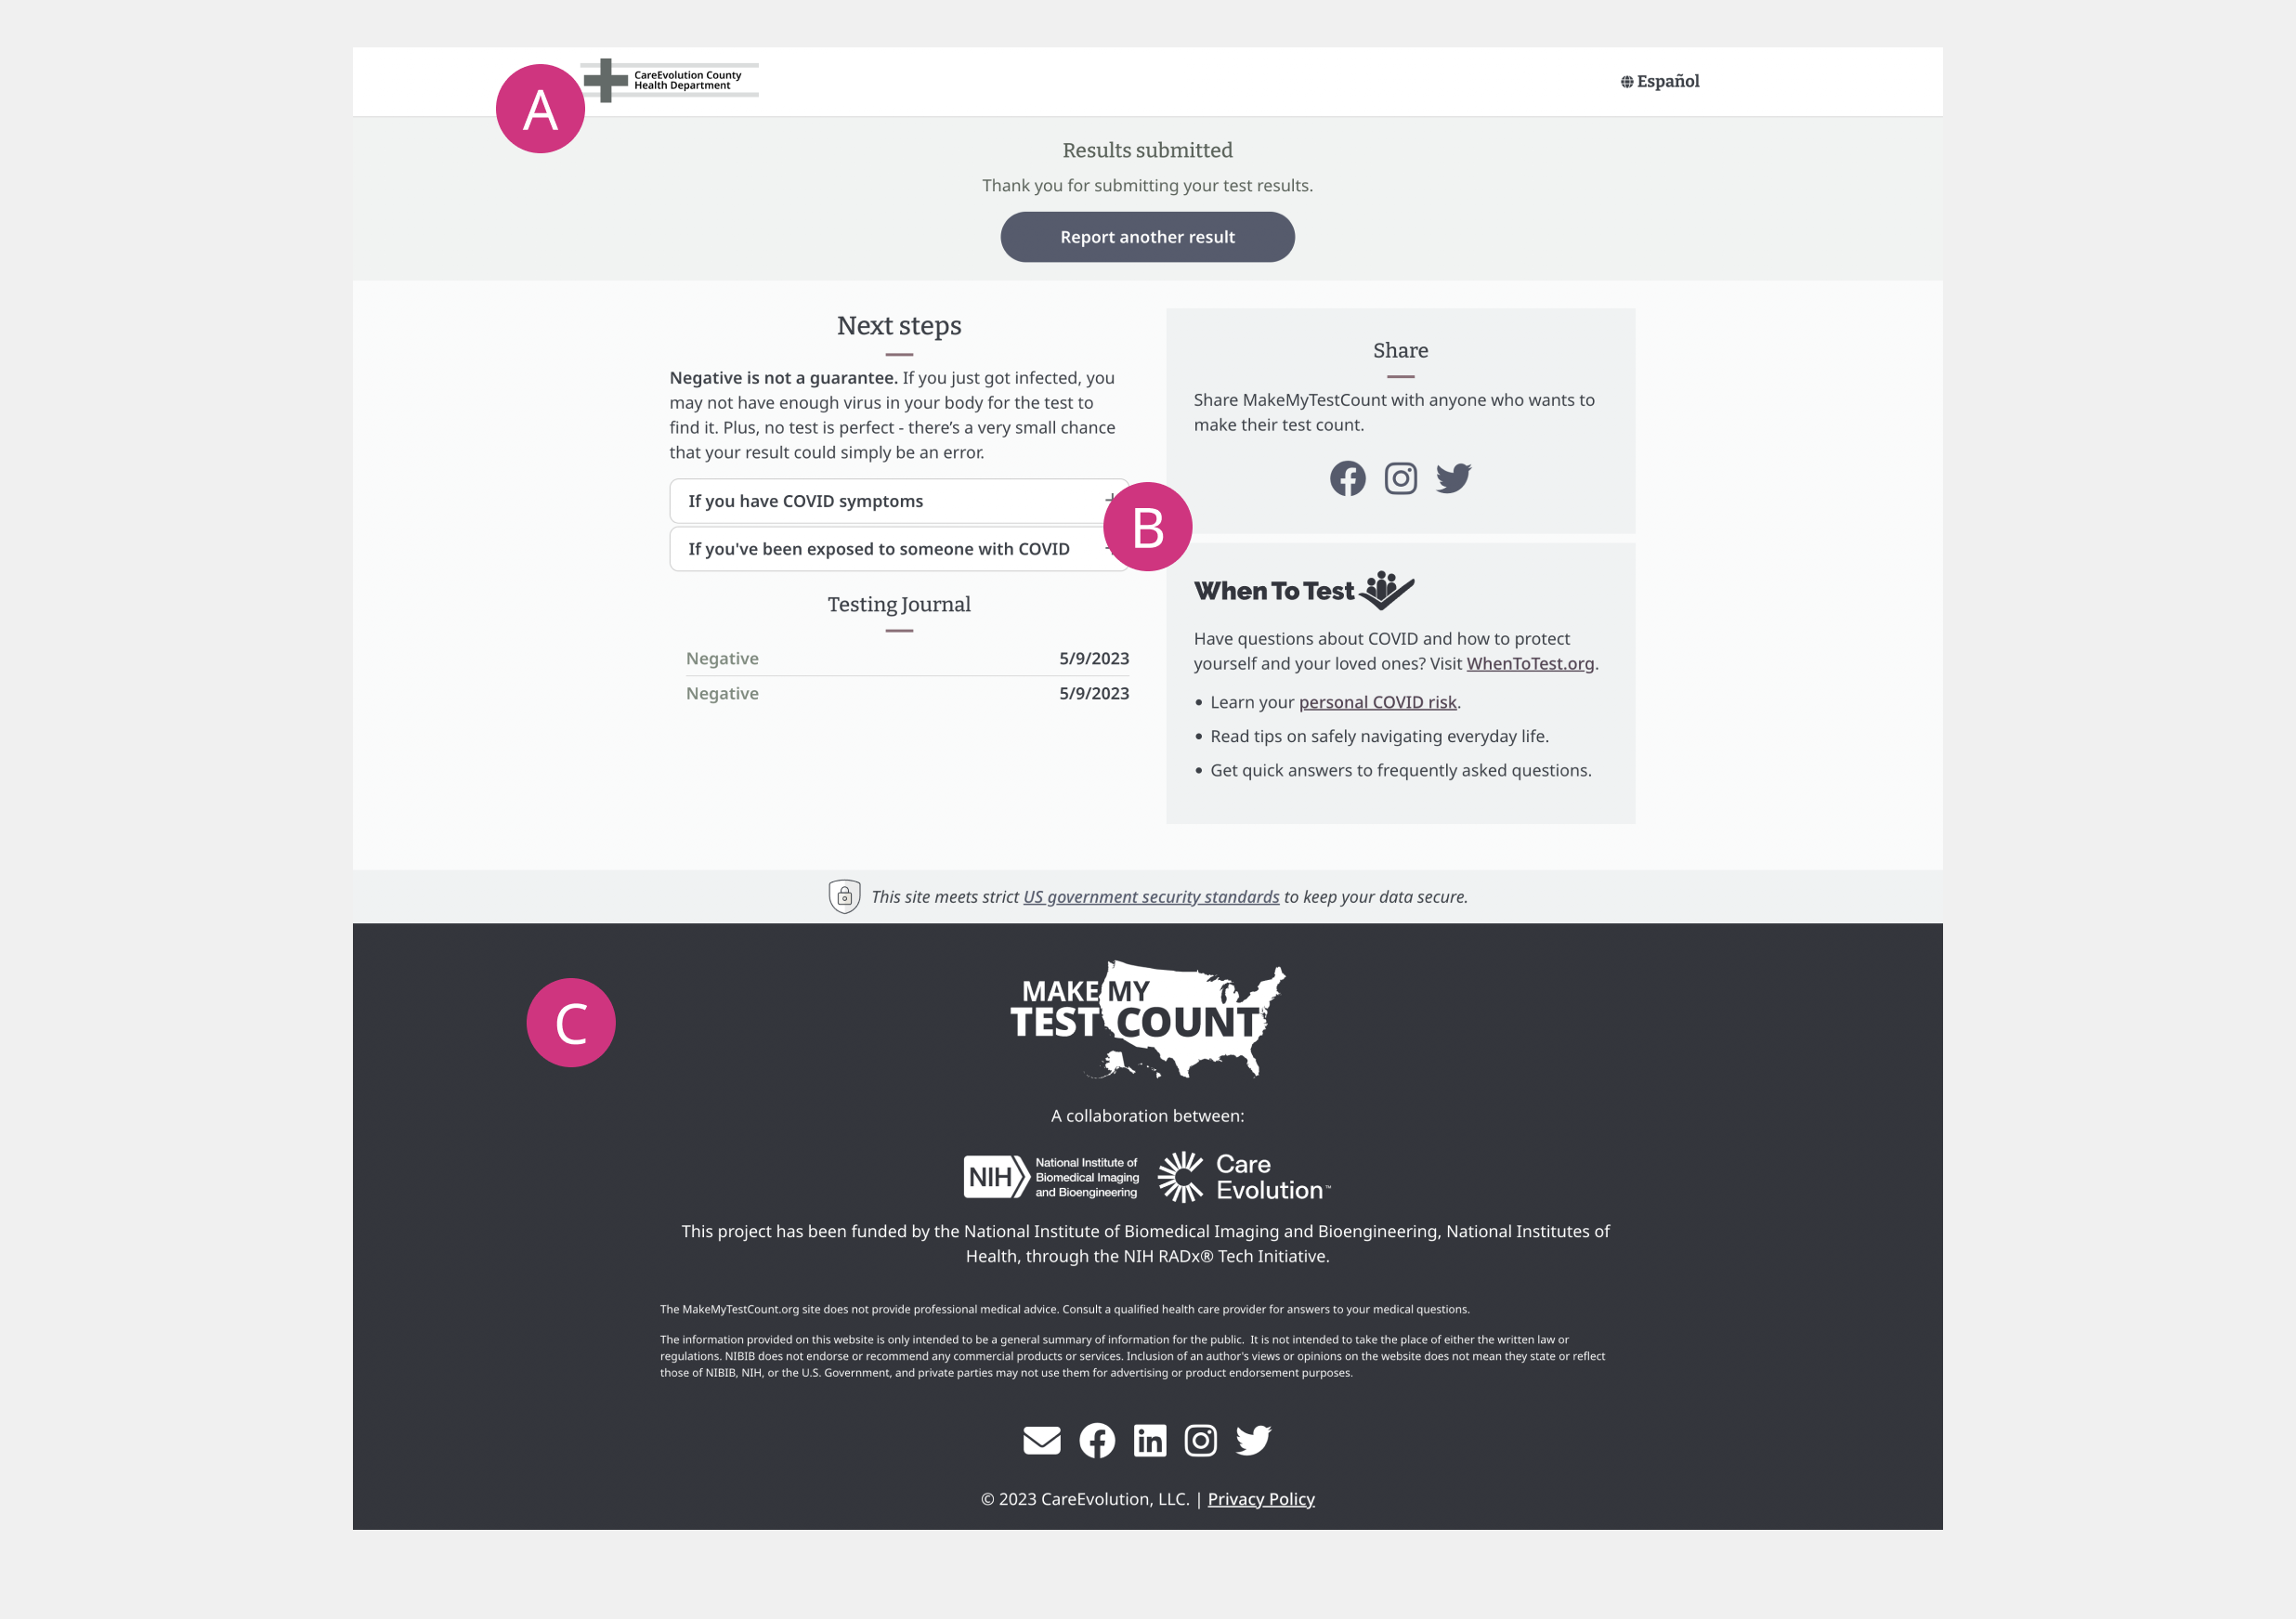 A
CareEvolution County
Health Department
Español
Results submitted
Thank you for submitting your test results.
Report another result
Next steps
Negative is not a guarantee. If you just got infected, you
may not have enough virus in your body for the test to
find it. Plus, no test is perfect - there’s a very small chance
that your result could simply be an error.
If you have COVID symptoms
If you've been exposed to someone with COVID
B
Testing Journal
Negative 5/9/2023
Negative 5/9/2023
Share
Share MakeMyTestCount with anyone who wants to
make their test count.
When To Test
Have questions about COVID and how to protect
yourself and your loved ones? Visit WhenToTest.org.
• Learn your personal COVID risk.
• Read tips on safely navigating everyday life.
• Get quick answers to frequently asked questions.
This site meets strict US government security standards to keep your data secure.
C
MAKE MY
TEST COUNT
A collaboration between:
NIH
National Institute of
Biomedical Imaging
and Bioengineering
Care
Evolution™
This project has been funded by the National Institute of Biomedical Imaging and Bioengineering, National Institutes of
Health, through the NIH RADx® Tech Initiative.
The MakeMyTestCount.org site does not provide professional medical advice. Consult a qualified health care provider for answers to your medical questions.
The information provided on this website is only intended to be a general summary of information for the public. It is not intended to take the place of either the written law or
regulations. NIBIB does not endorse or recommend any commercial products or services. Inclusion of an author's views or opinions on the website does not mean they state or reflect
those of NIBIB, NIH, or the U.S. Government, and private parties may not use them for advertising or product endorsement purposes.
© 2023 CareEvolution, LLC. | Privacy Policy